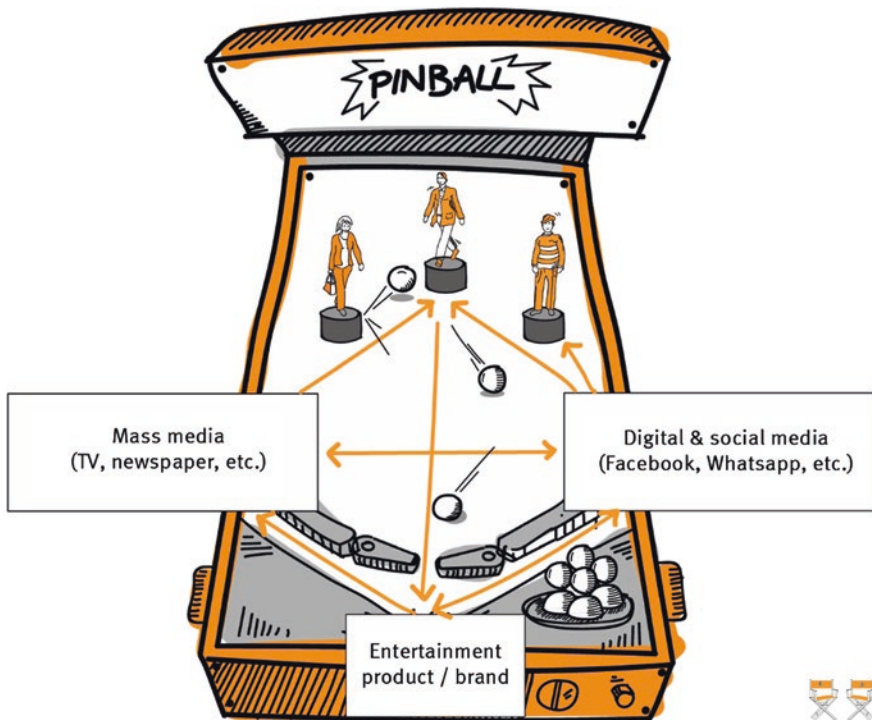 PINBALL
Mass media
(TV, newspaper, etc.)
Digital & social media
(Facebook, Whatsapp, etc.)
Entertainment
product / brand